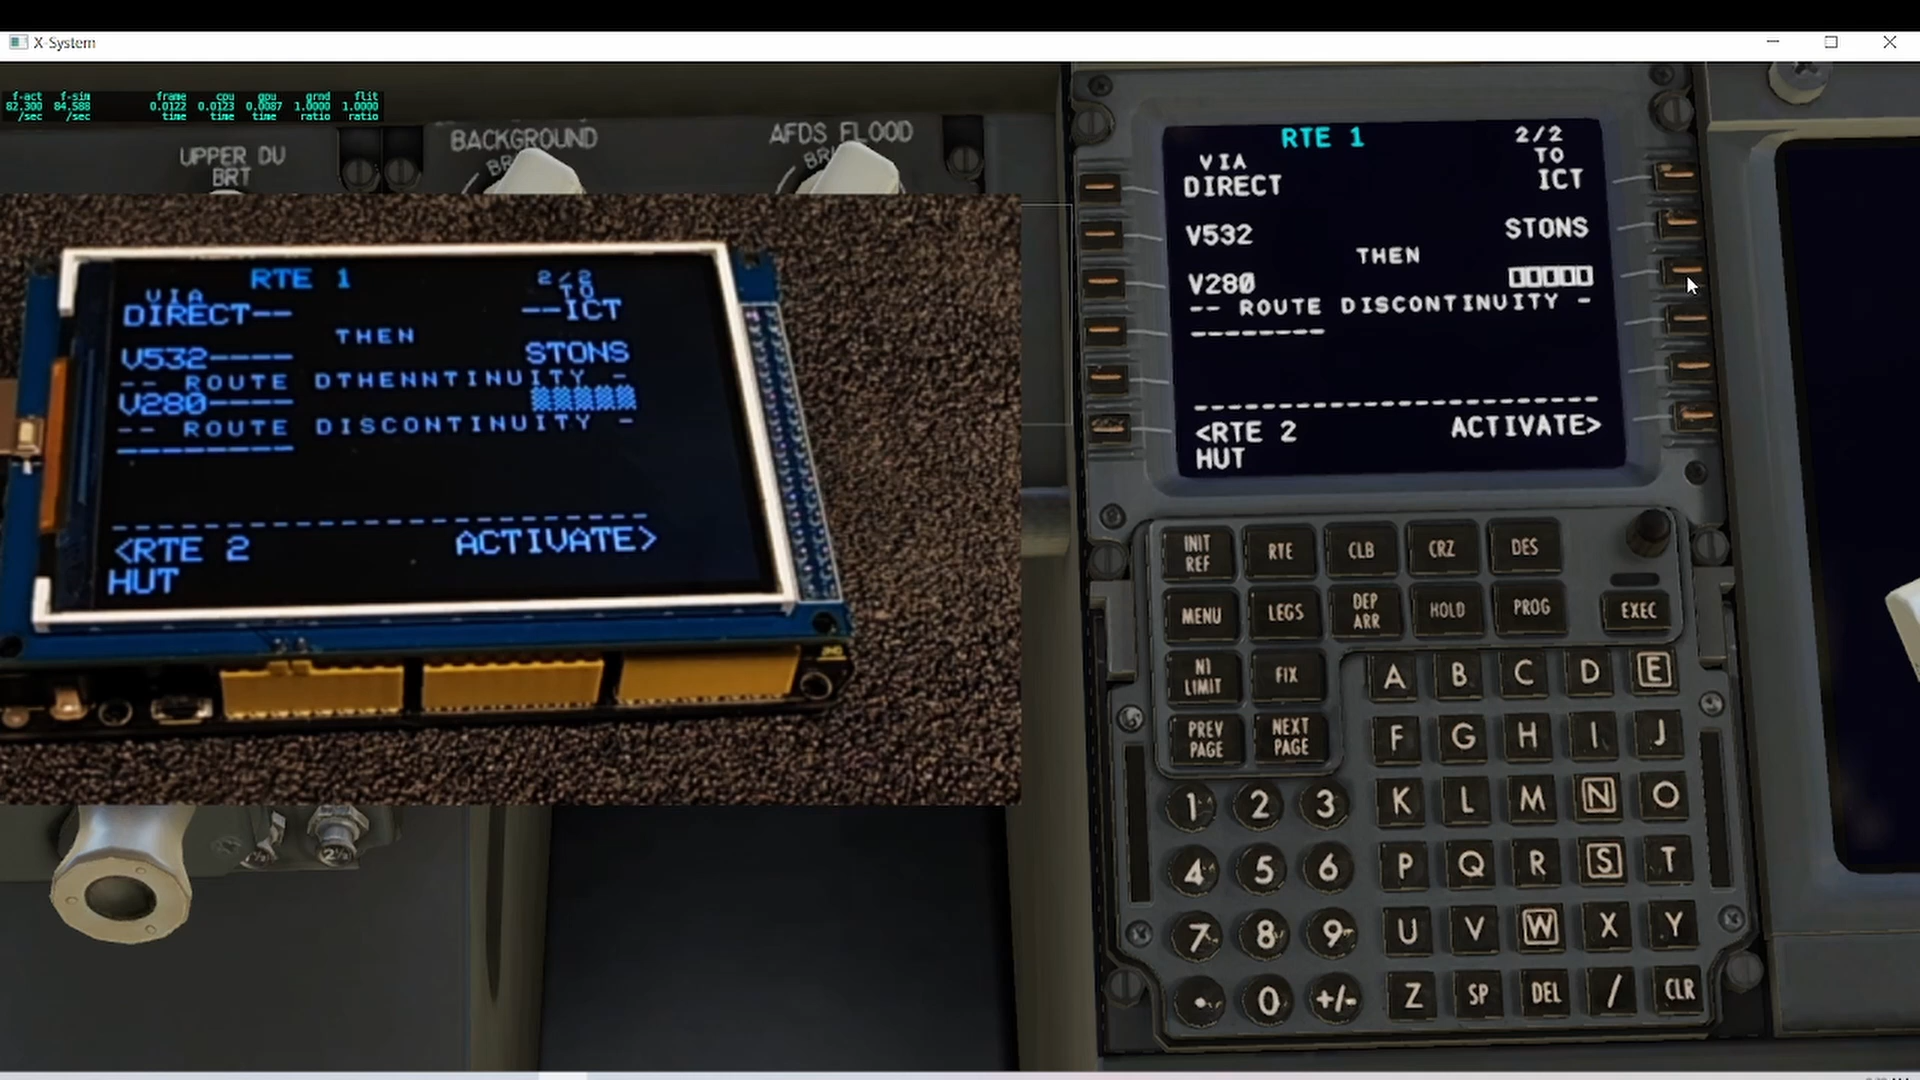 X-System
f-act f-sim frame cpu gpu grnd flit
82.300 84.588 0.0122 0.0123 0.0087 1.0000 1.0000
/sec /sec time time time ratio ratio
UPPER DU
BRT
BACKGROUND
AFDS FLOOD
RTE 1 2/2
VIA TO
DIRECT-- --ICT
THEN
V532---- STONS
-- ROUTE DTHENNTINUITY -
V280----
-- ROUTE DISCONTINUITY -
--------
------------------------
<RTE 2 ACTIVATE>
HUT
RTE 1 2/2
VIA TO
DIRECT ICT
V532 STONS
THEN
V280 □□□□□
-- ROUTE DISCONTINUITY -
--------
------------------------
<RTE 2 ACTIVATE>
HUT
INIT REF RTE CLB CRZ DES
MENU LEGS DEP ARR HOLD PROG EXEC
N1 LIMIT FIX A B C D E
PREV PAGE NEXT PAGE F G H I J
1 2 3 K L M N O
4 5 6 P Q R S T
7 8 9 U V W X Y
. 0 +/- Z SP DEL / CLR
2½